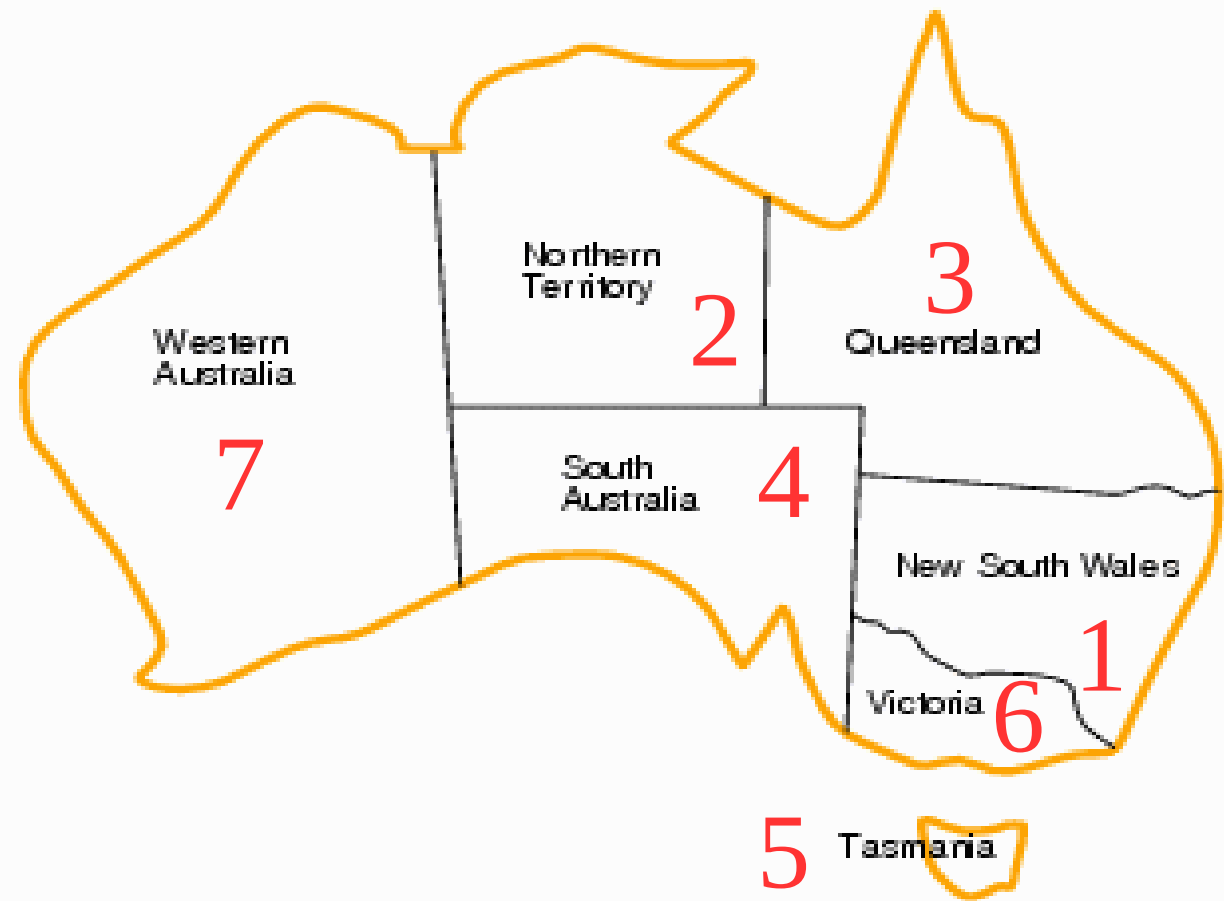 Northern
Territory
2
3
Queensland
Western
Australia
7
South
Australia
4
New South Wales
1
Victoria
6
5
Tasmania